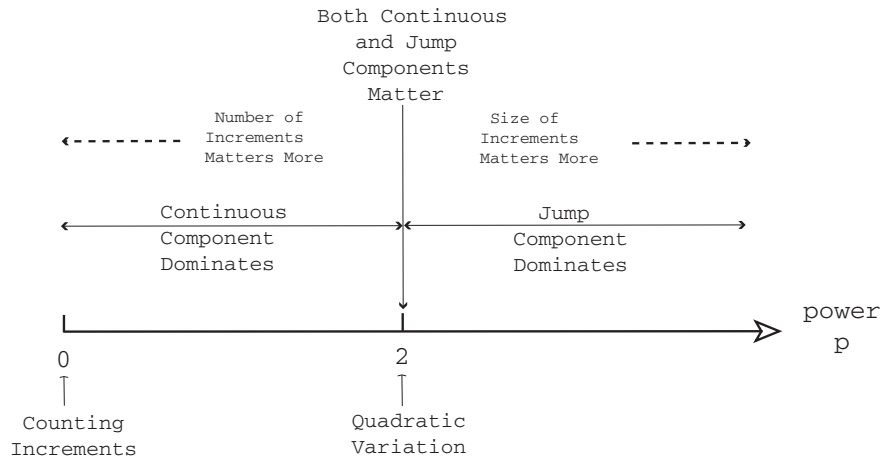 Both Continuous
and Jump
Components
Matter
Number of
Increments
Matters More
Size of
Increments
Matters More
Continuous
Component
Dominates
Jump
Component
Dominates
power
p
0
2
Counting
Increments
Quadratic
Variation